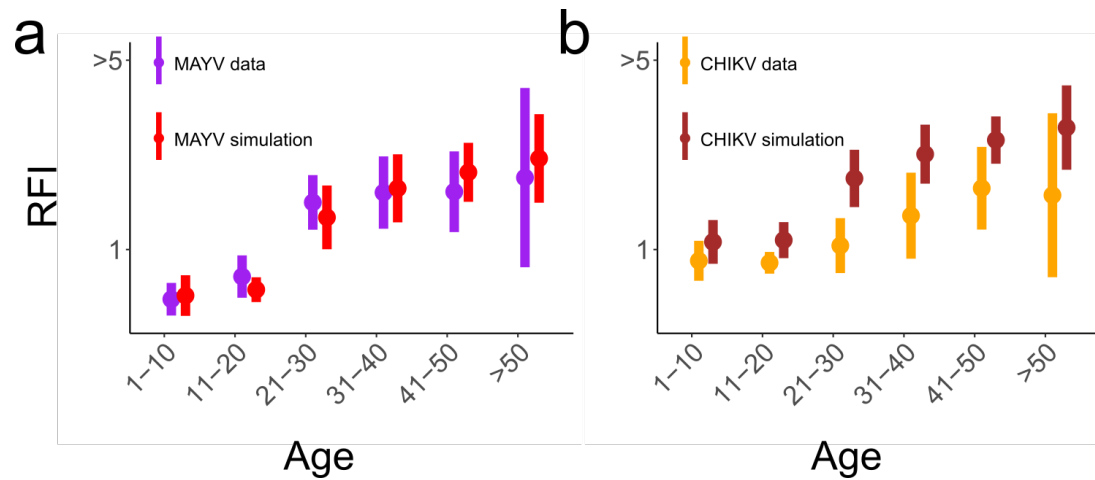 a
>5
MAYV data
MAYV simulation
RFI
1
1−10
11−20
21−30
31−40
41−50
>50
Age
b
>5
CHIKV data
CHIKV simulation
1
1−10
11−20
21−30
31−40
41−50
>50
Age